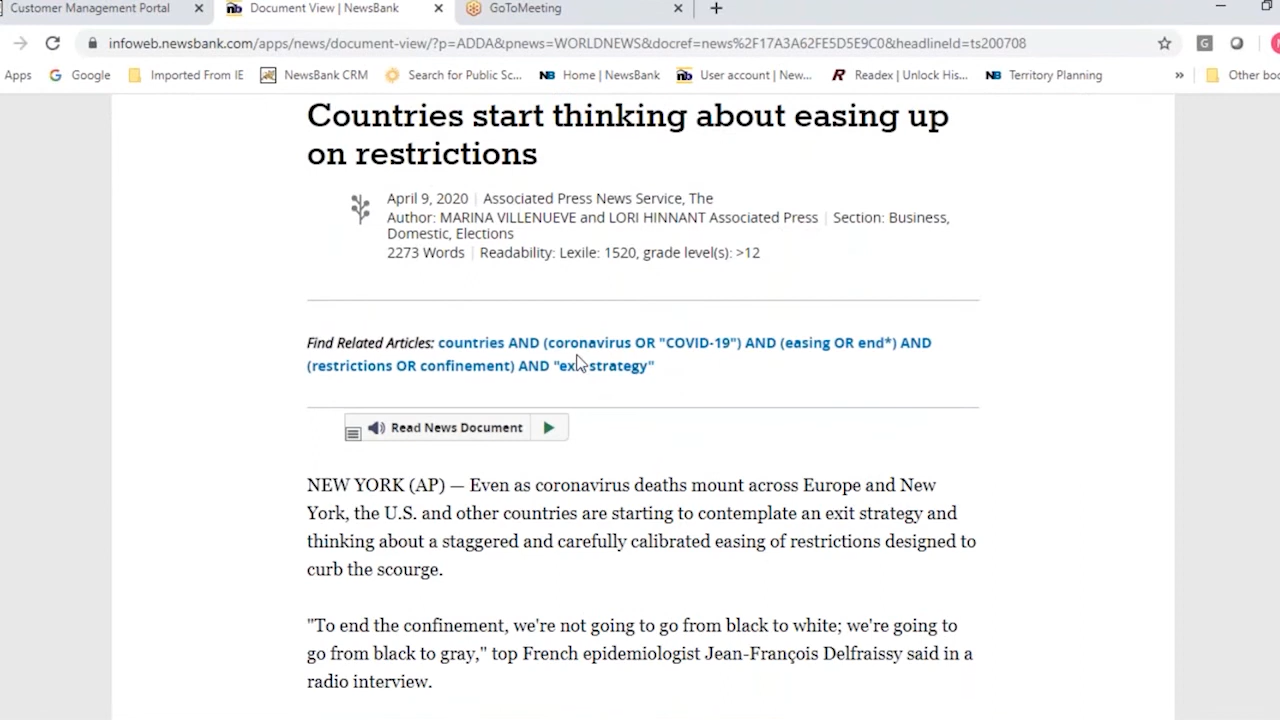 Customer Management Portal
Document View | NewsBank
GoToMeeting
infoweb.newsbank.com/apps/news/document-view/?p=ADDA&pnews=WORLDNEWS&docref=news%2F17A3A62FE5D5E9C0&headlineId=ts200708
G
Apps
Google
Imported From IE
NewsBank CRM
Search for Public Sc...
Home | NewsBank
User account | New...
Readex | Unlock His...
Territory Planning
»
Countries start thinking about easing up
on restrictions
April 9, 2020 | Associated Press News Service, The
Author: MARINA VILLENUEVE and LORI HINNANT Associated Press | Section: Business,
Domestic, Elections
2273 Words | Readability: Lexile: 1520, grade level(s): >12
Find Related Articles: countries AND (coronavirus OR "COVID-19") AND (easing OR end*) AND
(restrictions OR confinement) AND "exit strategy"
Read News Document
NEW YORK (AP) — Even as coronavirus deaths mount across Europe and New
York, the U.S. and other countries are starting to contemplate an exit strategy and
thinking about a staggered and carefully calibrated easing of restrictions designed to
curb the scourge.
"To end the confinement, we're not going to go from black to white; we're going to
go from black to gray," top French epidemiologist Jean-François Delfraissy said in a
radio interview.